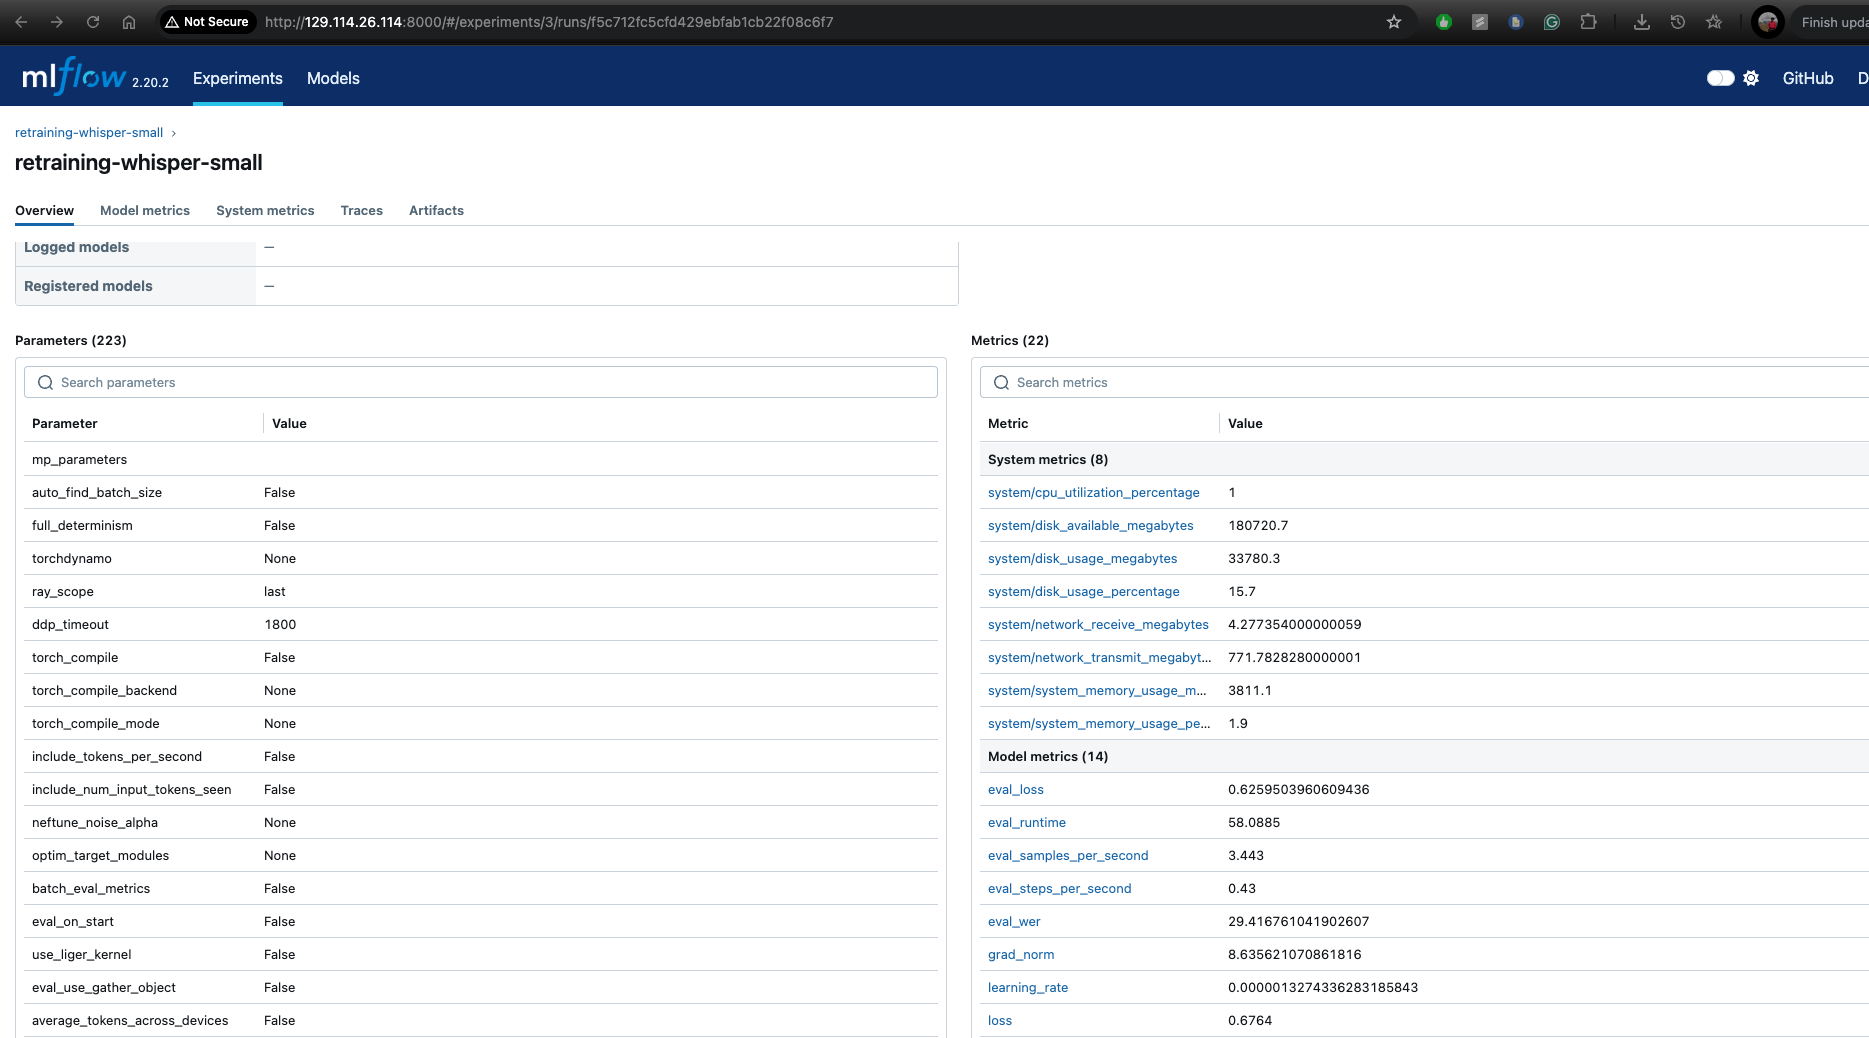 Not Secure http://129.114.26.114:8000/#/experiments/3/runs/f5c712fc5cfd429ebfab1cb22f08c6f7 Finish upda
mlflow 2.20.2 Experiments Models GitHub D
retraining-whisper-small ›
retraining-whisper-small
Overview Model metrics System metrics Traces Artifacts
Logged models —
Registered models —
Parameters (223)
Search parameters
Parameter Value
mp_parameters
auto_find_batch_size False
full_determinism False
torchdynamo None
ray_scope last
ddp_timeout 1800
torch_compile False
torch_compile_backend None
torch_compile_mode None
include_tokens_per_second False
include_num_input_tokens_seen False
neftune_noise_alpha None
optim_target_modules None
batch_eval_metrics False
eval_on_start False
use_liger_kernel False
eval_use_gather_object False
average_tokens_across_devices False
Metrics (22)
Search metrics
Metric Value
System metrics (8)
system/cpu_utilization_percentage 1
system/disk_available_megabytes 180720.7
system/disk_usage_megabytes 33780.3
system/disk_usage_percentage 15.7
system/network_receive_megabytes 4.277354000000059
system/network_transmit_megabyt... 771.7828280000001
system/system_memory_usage_m... 3811.1
system/system_memory_usage_pe... 1.9
Model metrics (14)
eval_loss 0.6259503960609436
eval_runtime 58.0885
eval_samples_per_second 3.443
eval_steps_per_second 0.43
eval_wer 29.416761041902607
grad_norm 8.635621070861816
learning_rate 0.0000013274336283185843
loss 0.6764